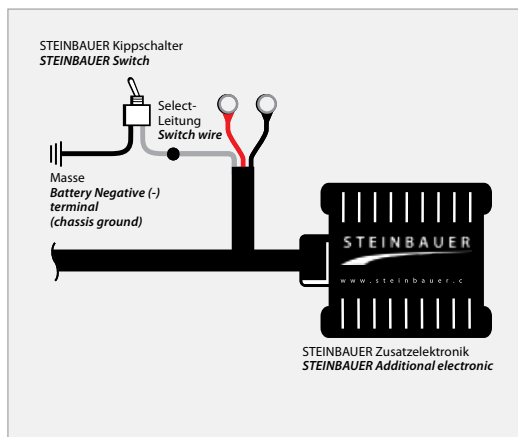 STEINBAUER Kippschalter
STEINBAUER Switch
Select-
Leitung
Switch wire
Masse
Battery Negative (-)
terminal
(chassis ground)
STEINBAUER
www.steinbauer.c
STEINBAUER Zusatzelektronik
STEINBAUER Additional electronic